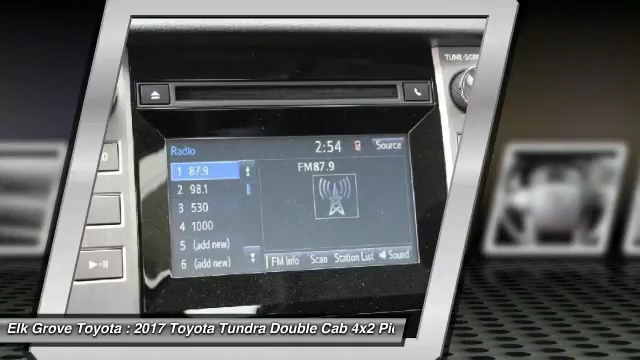 TUNE-SCR
Radio
2:54
Source
1 87.9
FM87.9
2 98.1
3 530
4 1000
5 (add new)
6 (add new)
FM Info Scan Station List Sound
Elk Grove Toyota : 2017 Toyota Tundra Double Cab 4x2 Pi